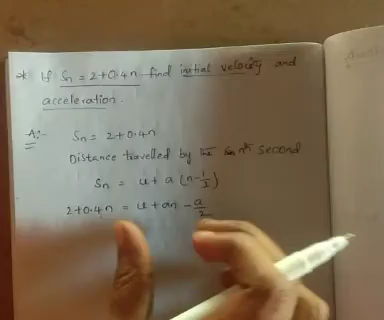 * If Sn = 2+0.4n find initial velocity and
acceleration.
A:- Sn = 2+0.4n
Distance travelled by nth second
Sn = u+a(n-1/2)
2+0.4n = u+an-a/2